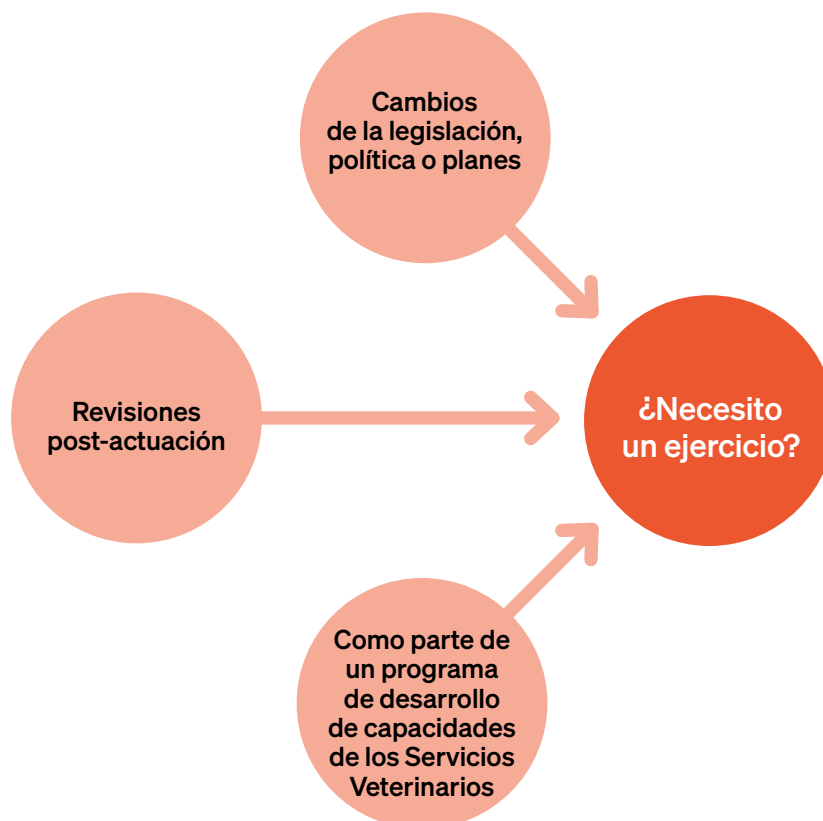 Cambios
de la legislación,
política o planes
Revisiones
post-actuación
¿Necesito
un ejercicio?
Como parte de
un programa
de desarrollo
de capacidades
de los Servicios
Veterinarios